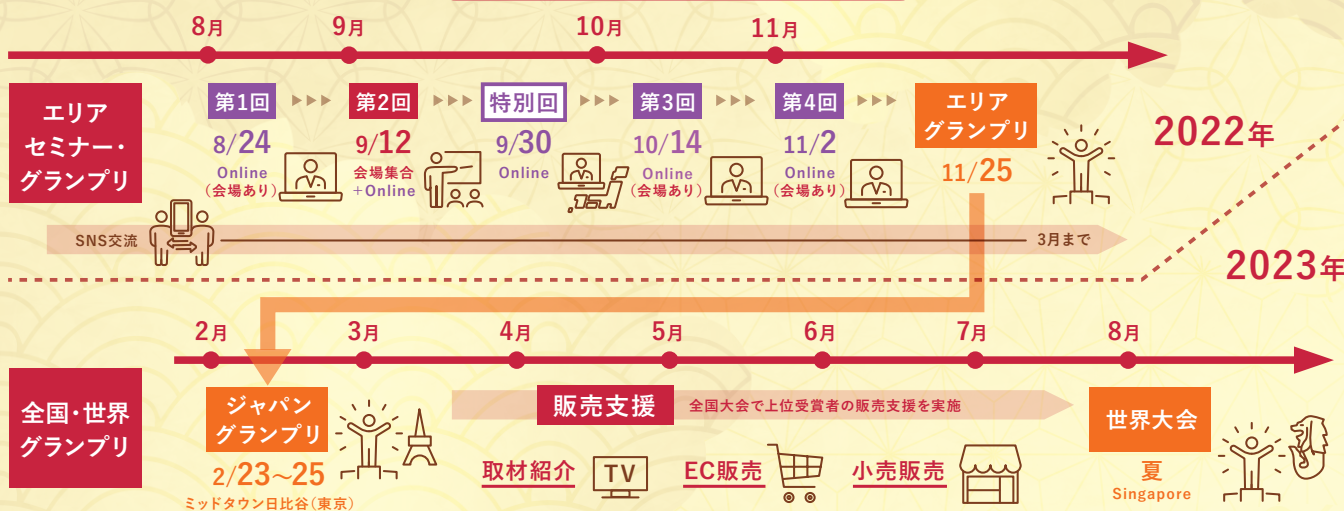 8月
9月
10月
11月
エリア
セミナー・
グランプリ
第1回
8/24
Online
(会場あり)
第2回
9/12
会場集合
+Online
特別回
9/30
Online
第3回
10/14
Online
(会場あり)
第4回
11/2
Online
(会場あり)
エリア
グランプリ
11/25
2022年
SNS交流
3月まで
2023年
2月
3月
4月
5月
6月
7月
8月
全国・世界
グランプリ
ジャパン
グランプリ
2/23〜25
ミッドタウン日比谷(東京)
販売支援
全国大会で上位受賞者の販売支援を実施
取材紹介
TV
EC販売
小売販売
世界大会
夏
Singapore